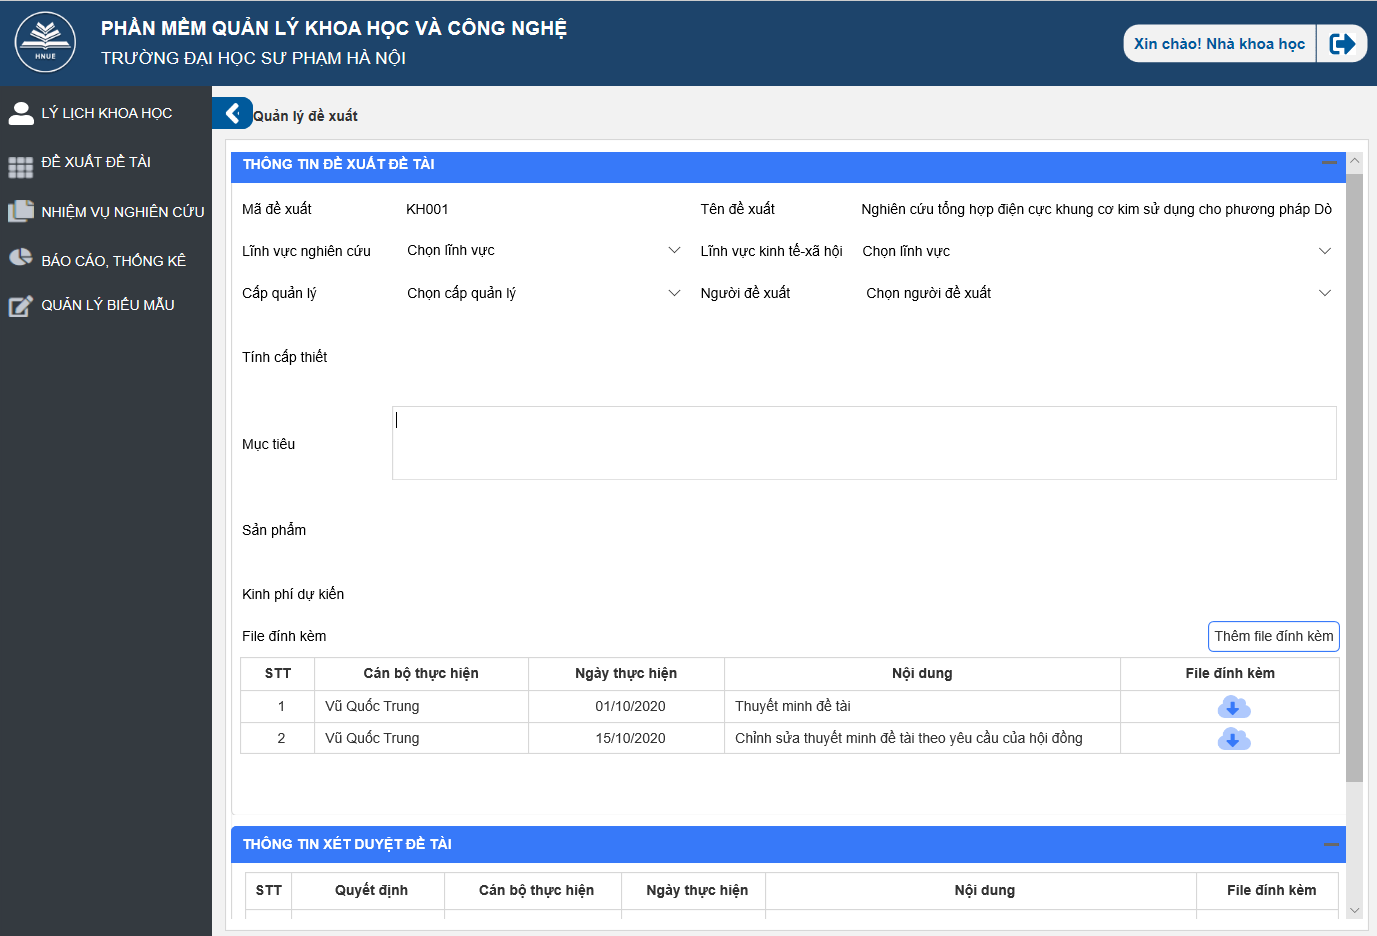 PHẦN MỀM QUẢN LÝ KHOA HỌC VÀ CÔNG NGHỆ
TRƯỜNG ĐẠI HỌC SƯ PHẠM HÀ NỘI
HNUE
Xin chào! Nhà khoa học
LÝ LỊCH KHOA HỌC
ĐỀ XUẤT ĐỀ TÀI
NHIỆM VỤ NGHIÊN CỨU
BÁO CÁO, THỐNG KÊ
QUẢN LÝ BIỂU MẪU
Quản lý đề xuất
THÔNG TIN ĐỀ XUẤT ĐỀ TÀI
Mã đề xuất KH001 Tên đề xuất Nghiên cứu tổng hợp điện cực khung cơ kim sử dụng cho phương pháp Dò
Lĩnh vực nghiên cứu Chọn lĩnh vực Lĩnh vực kinh tế-xã hội Chọn lĩnh vực
Cấp quản lý Chọn cấp quản lý Người đề xuất Chọn người đề xuất
Tính cấp thiết
Mục tiêu
Sản phẩm
Kinh phí dự kiến
File đính kèm Thêm file đính kèm
STT Cán bộ thực hiện Ngày thực hiện Nội dung File đính kèm
1 Vũ Quốc Trung 01/10/2020 Thuyết minh đề tài
2 Vũ Quốc Trung 15/10/2020 Chỉnh sửa thuyết minh đề tài theo yêu cầu của hội đồng
THÔNG TIN XÉT DUYỆT ĐỀ TÀI
STT Quyết định Cán bộ thực hiện Ngày thực hiện Nội dung File đính kèm